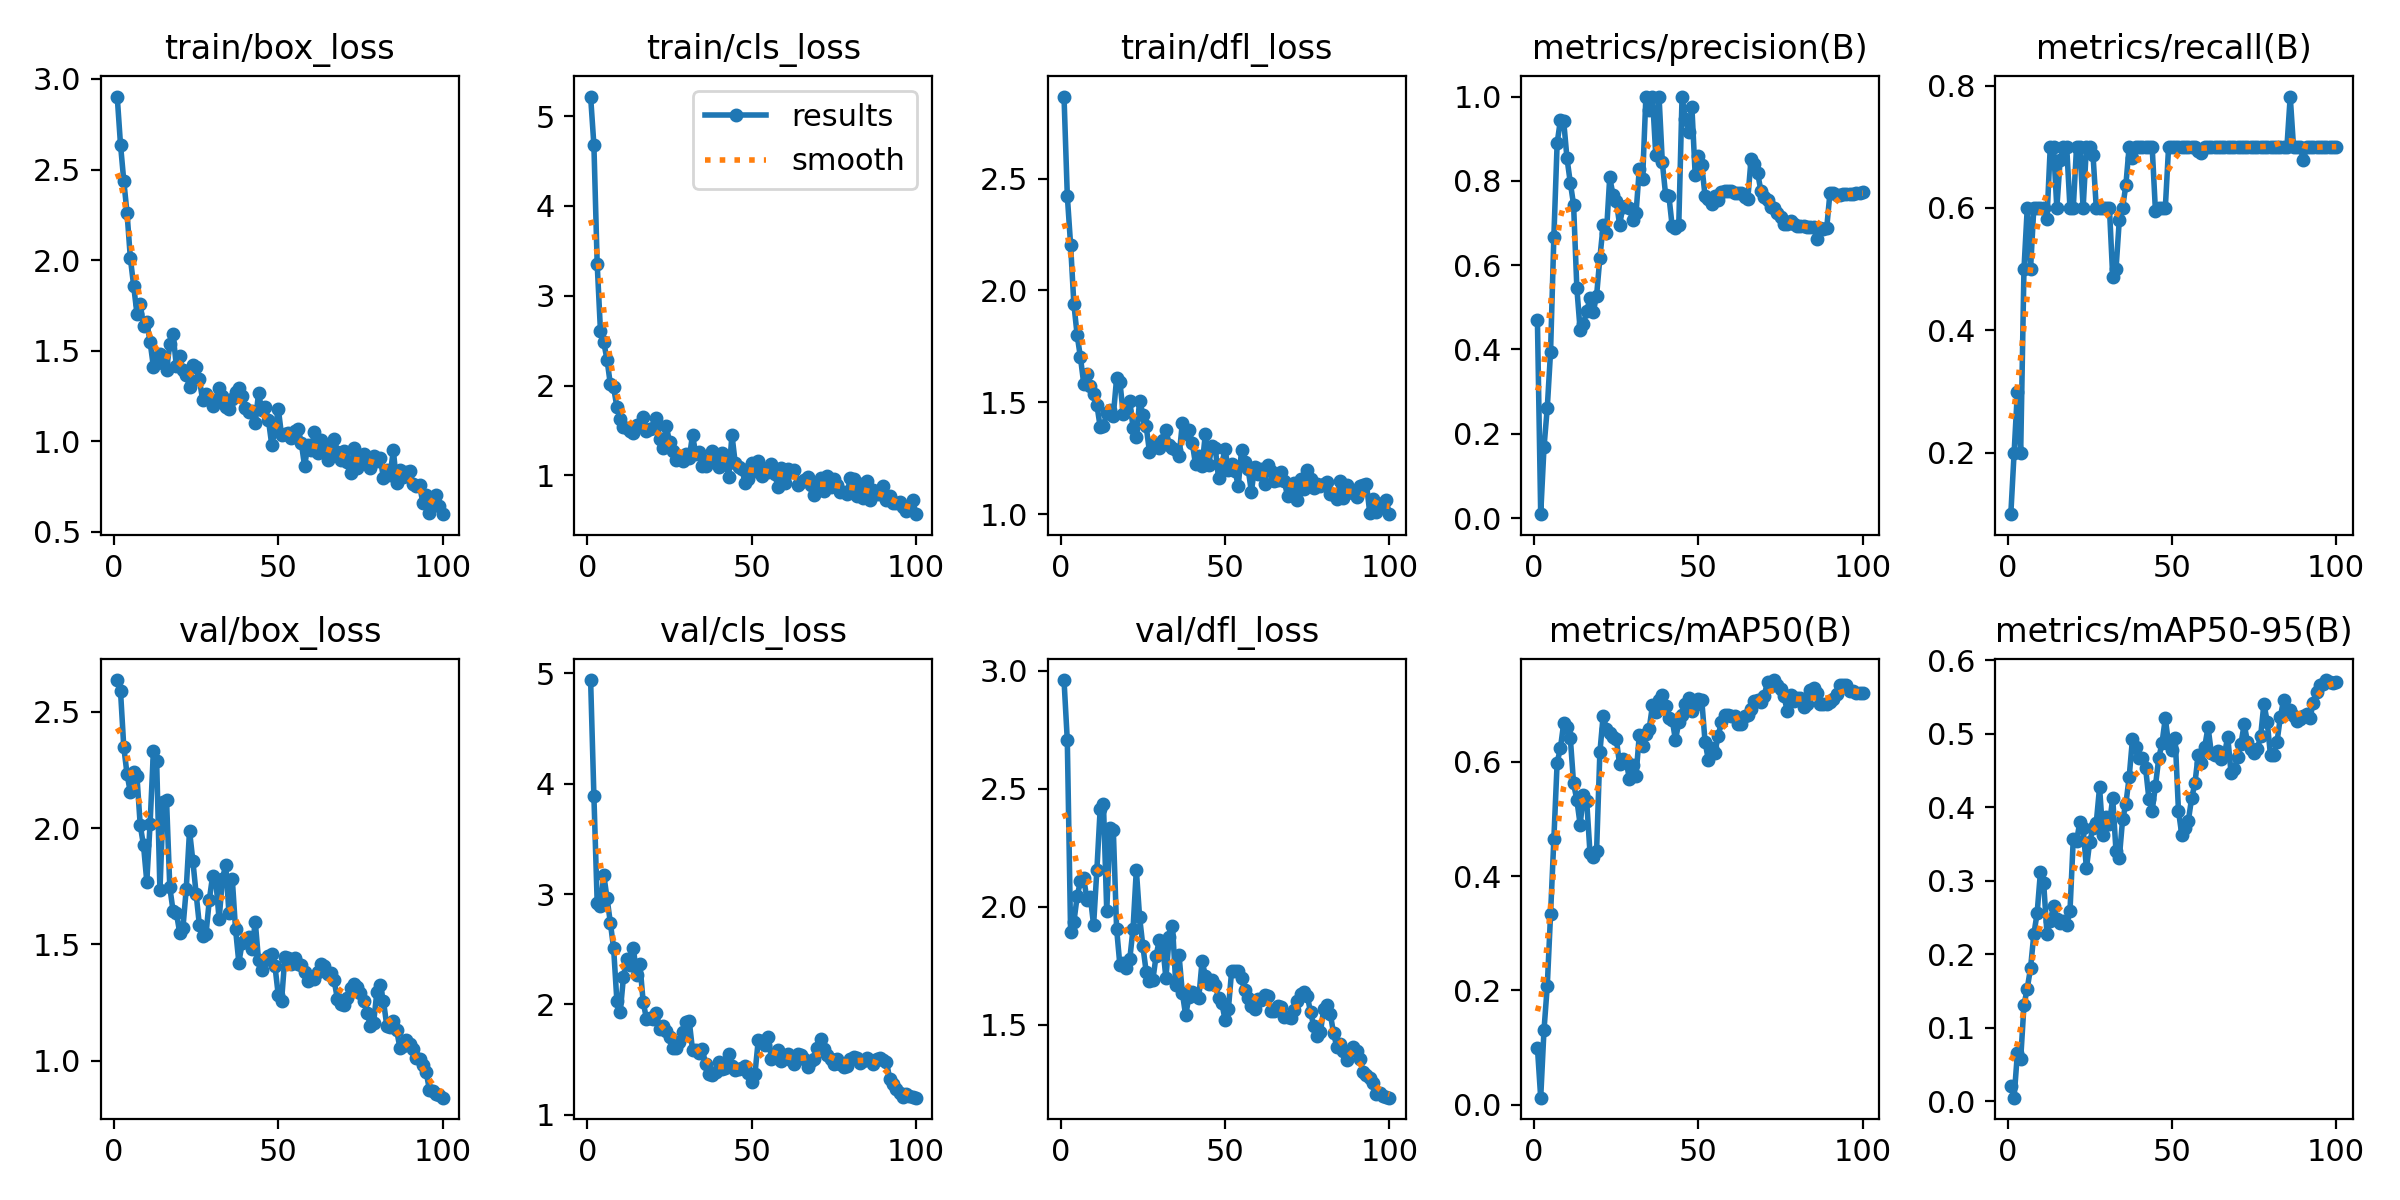 train/box_loss
3.0
2.5
2.0
1.5
1.0
0.5
0 50 100
train/cls_loss
results
smooth
5
4
3
2
1
0 50 100
train/dfl_loss
2.5
2.0
1.5
1.0
0 50 100
metrics/precision(B)
1.0
0.8
0.6
0.4
0.2
0.0
0 50 100
metrics/recall(B)
0.8
0.6
0.4
0.2
0 50 100
val/box_loss
2.5
2.0
1.5
1.0
0 50 100
val/cls_loss
5
4
3
2
1
0 50 100
val/dfl_loss
3.0
2.5
2.0
1.5
0 50 100
metrics/mAP50(B)
0.6
0.4
0.2
0.0
0 50 100
metrics/mAP50-95(B)
0.6
0.5
0.4
0.3
0.2
0.1
0.0
0 50 100